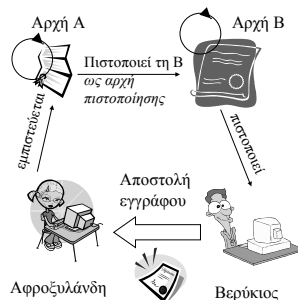 Αρχή Α
Αρχή Β
Πιστοποιεί τη Β
ως αρχή
πιστοποίησης
εμπιστεύεται
πιστοποιεί
Αποστολή
εγγράφου
Αφροξυλάνδη
Βερύκιος